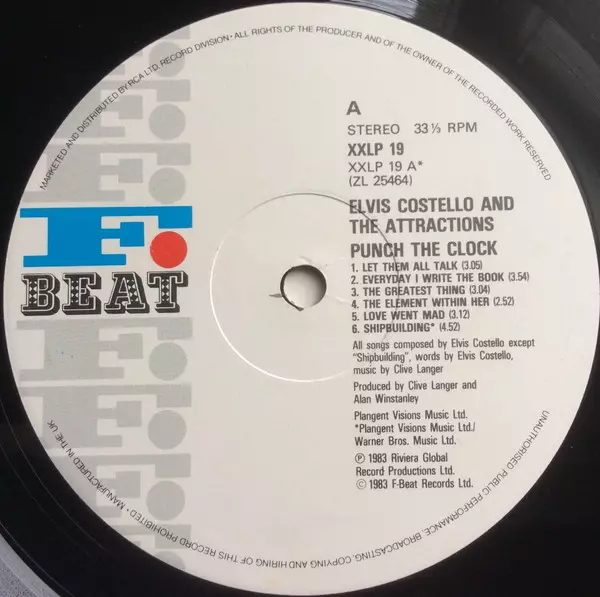 MARKETED AND DISTRIBUTED BY RCA LTD. RECORD DIVISION · ALL RIGHTS OF THE PRODUCER AND OF THE OWNER OF THE RECORDED WORK RESERVED
UNAUTHORISED PUBLIC PERFORMANCE, BROADCASTING, COPYING AND HIRING OF THIS RECORD PROHIBITED · MANUFACTURED IN THE UK
F.
BEAT
A
STEREO 33⅓ RPM
XXLP 19
XXLP 19 A*
(ZL 25464)
ELVIS COSTELLO AND
THE ATTRACTIONS
PUNCH THE CLOCK
1. LET THEM ALL TALK (3.05)
2. EVERYDAY I WRITE THE BOOK (3.54)
3. THE GREATEST THING (3.04)
4. THE ELEMENT WITHIN HER (2.52)
5. LOVE WENT MAD (3.12)
6. SHIPBUILDING* (4.52)
All songs composed by Elvis Costello except
"Shipbuilding", words by Elvis Costello,
music by Clive Langer
Produced by Clive Langer and
Alan Winstanley
Plangent Visions Music Ltd.
*Plangent Visions Music Ltd./
Warner Bros. Music Ltd.
℗ 1983 Riviera Global
Record Productions Ltd.
© 1983 F-Beat Records Ltd.